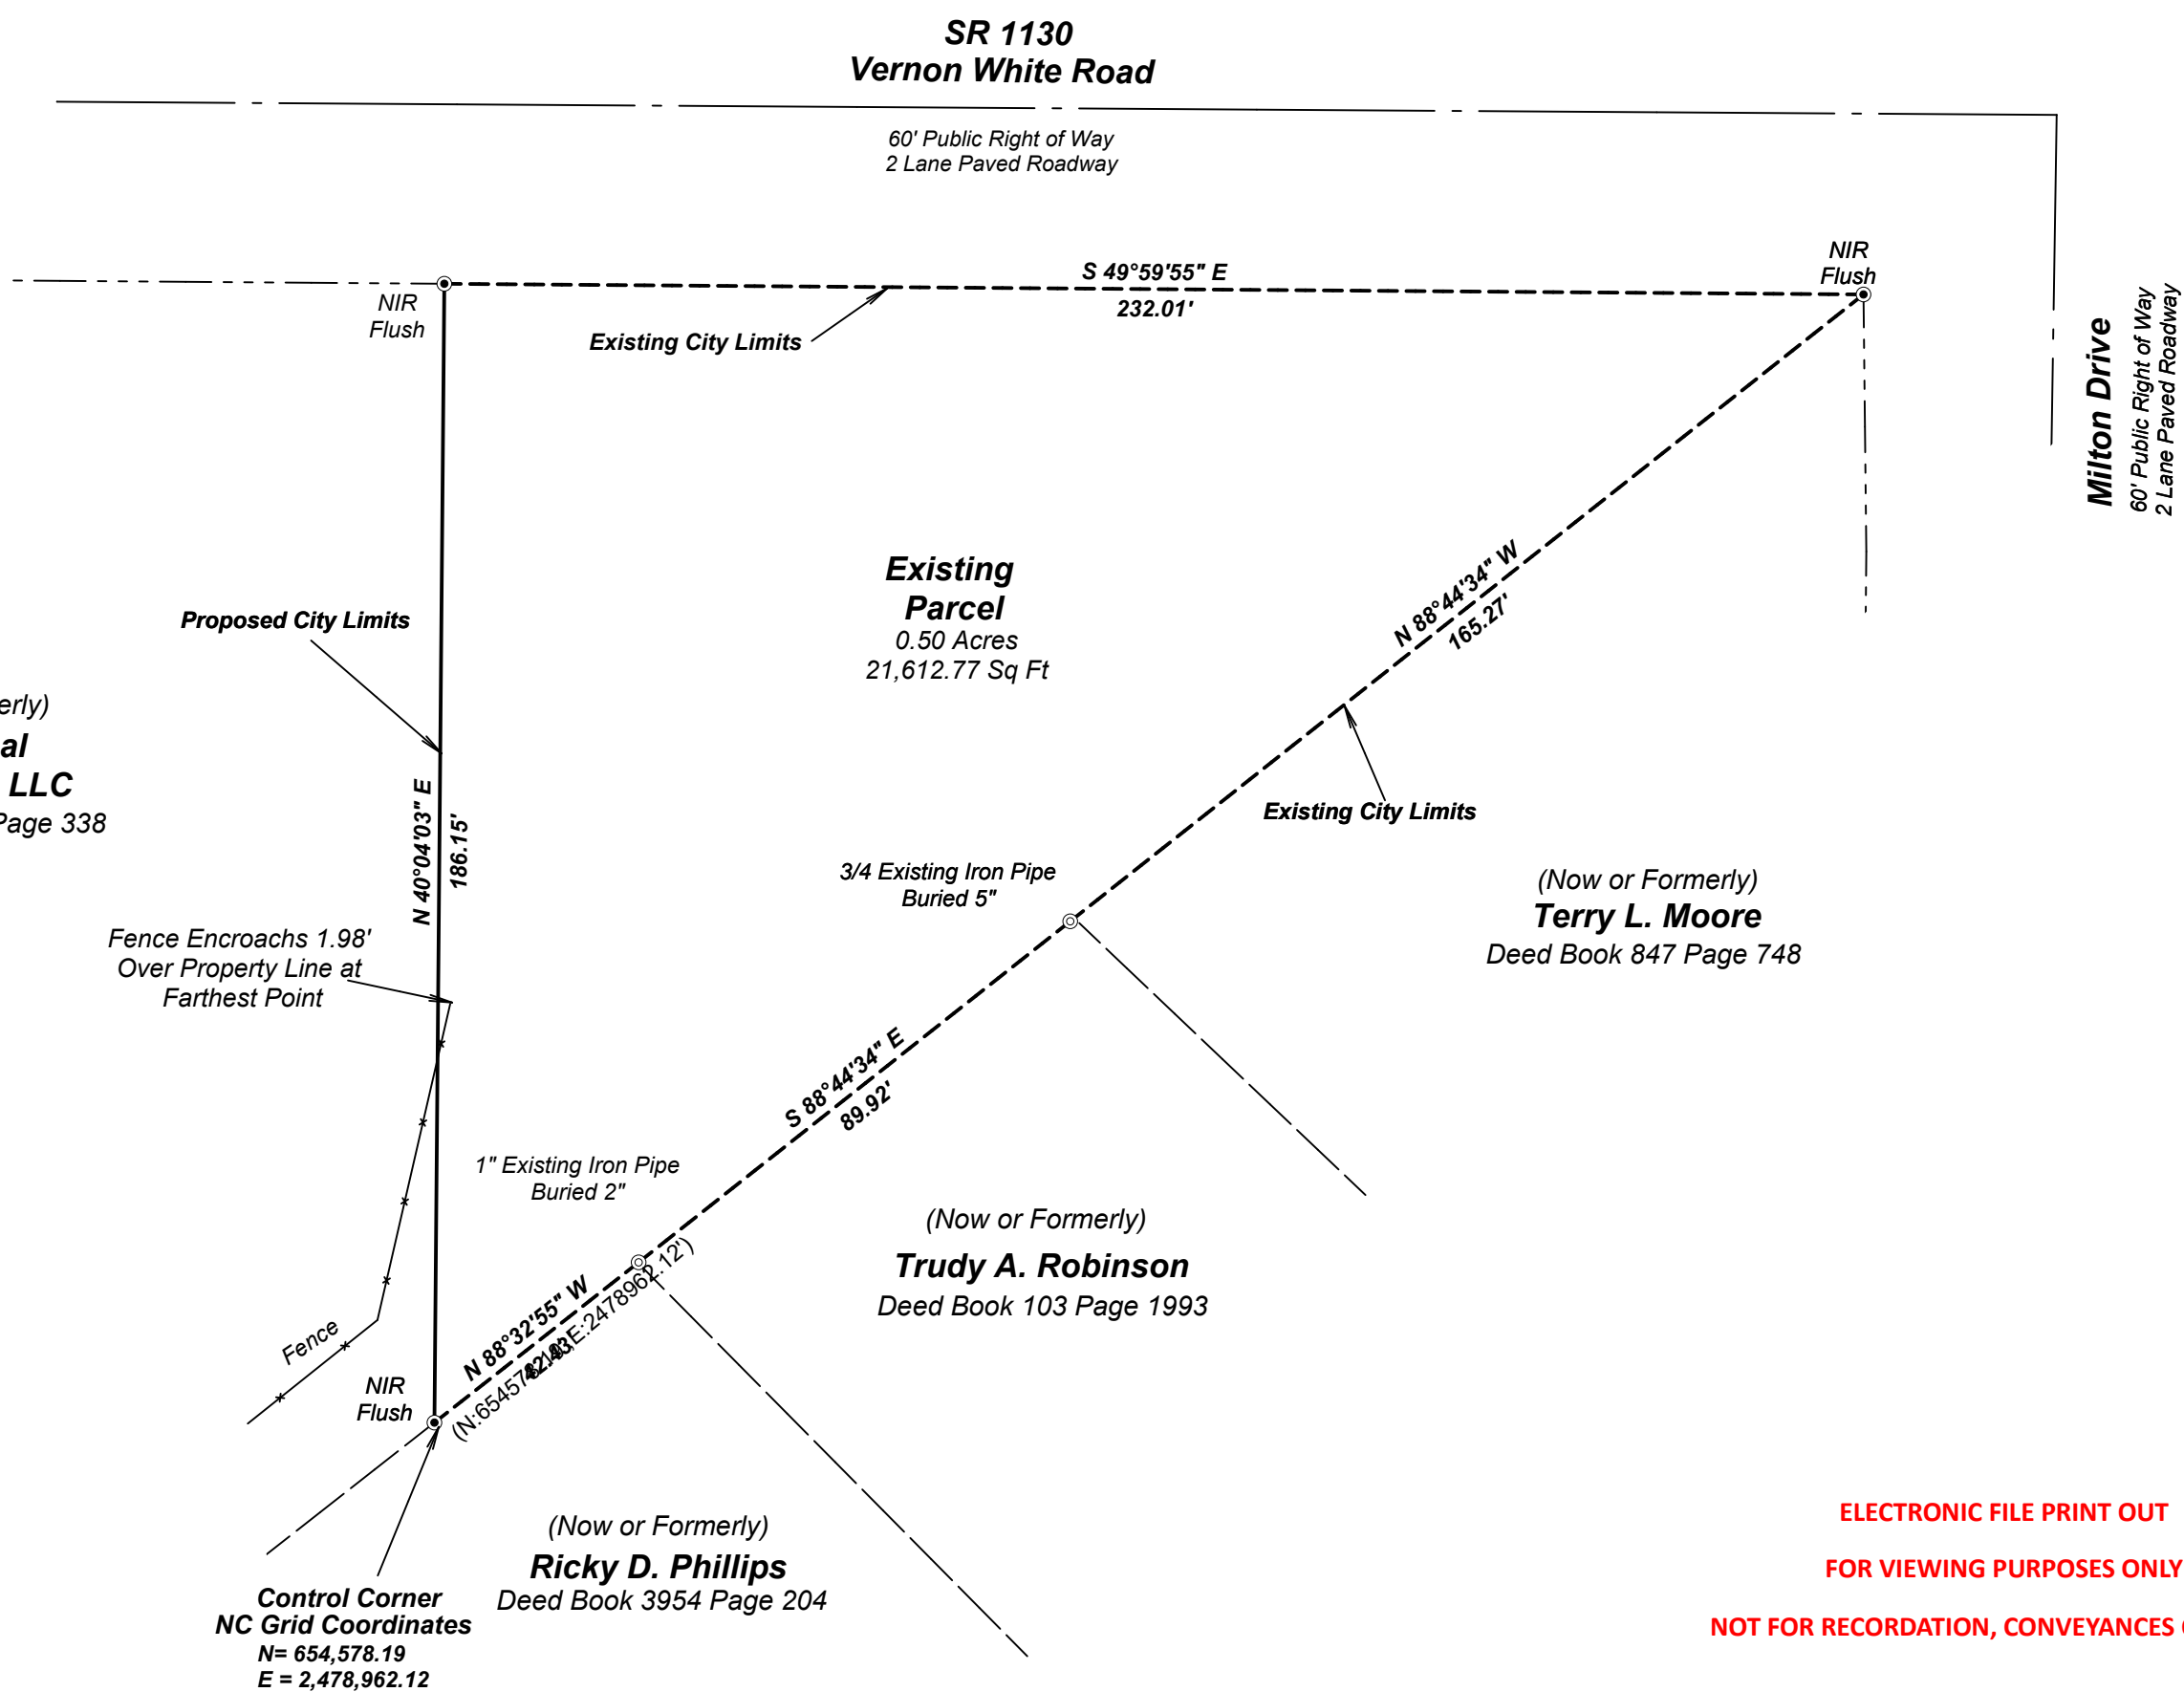 SR 1130
Vernon White Road
60' Public Right of Way
2 Lane Paved Roadway
NIR
Flush
S 49°59'55" E
232.01'
NIR
Flush
Existing City Limits
Milton Drive
60' Public Right of Way
2 Lane Paved Roadway
Existing
Parcel
0.50 Acres
21,612.77 Sq Ft
N 88°44'34" W
165.27'
Proposed City Limits
erly)
al
LLC
Page 338
N 40°04'03" E
186.15'
Existing City Limits
3/4 Existing Iron Pipe
Buried 5"
(Now or Formerly)
Terry L. Moore
Deed Book 847 Page 748
Fence Encroachs 1.98'
Over Property Line at
Farthest Point
S 88°44'34" E
89.92'
1" Existing Iron Pipe
Buried 2"
(Now or Formerly)
Trudy A. Robinson
Deed Book 103 Page 1993
N 88°32'55" W
42.43'
(N:654578.19, E:2478962.12')
Fence
NIR
Flush
(Now or Formerly)
Ricky D. Phillips
Deed Book 3954 Page 204
Control Corner
NC Grid Coordinates
N= 654,578.19
E = 2,478,962.12
ELECTRONIC FILE PRINT OUT
FOR VIEWING PURPOSES ONLY
NOT FOR RECORDATION, CONVEYANCES